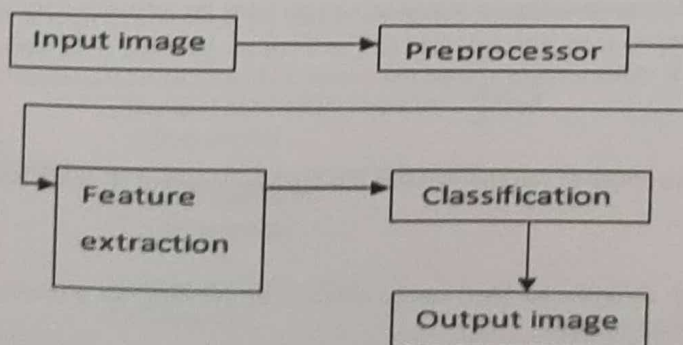 Input image
Preprocessor
Feature
extraction
Classification
Output image